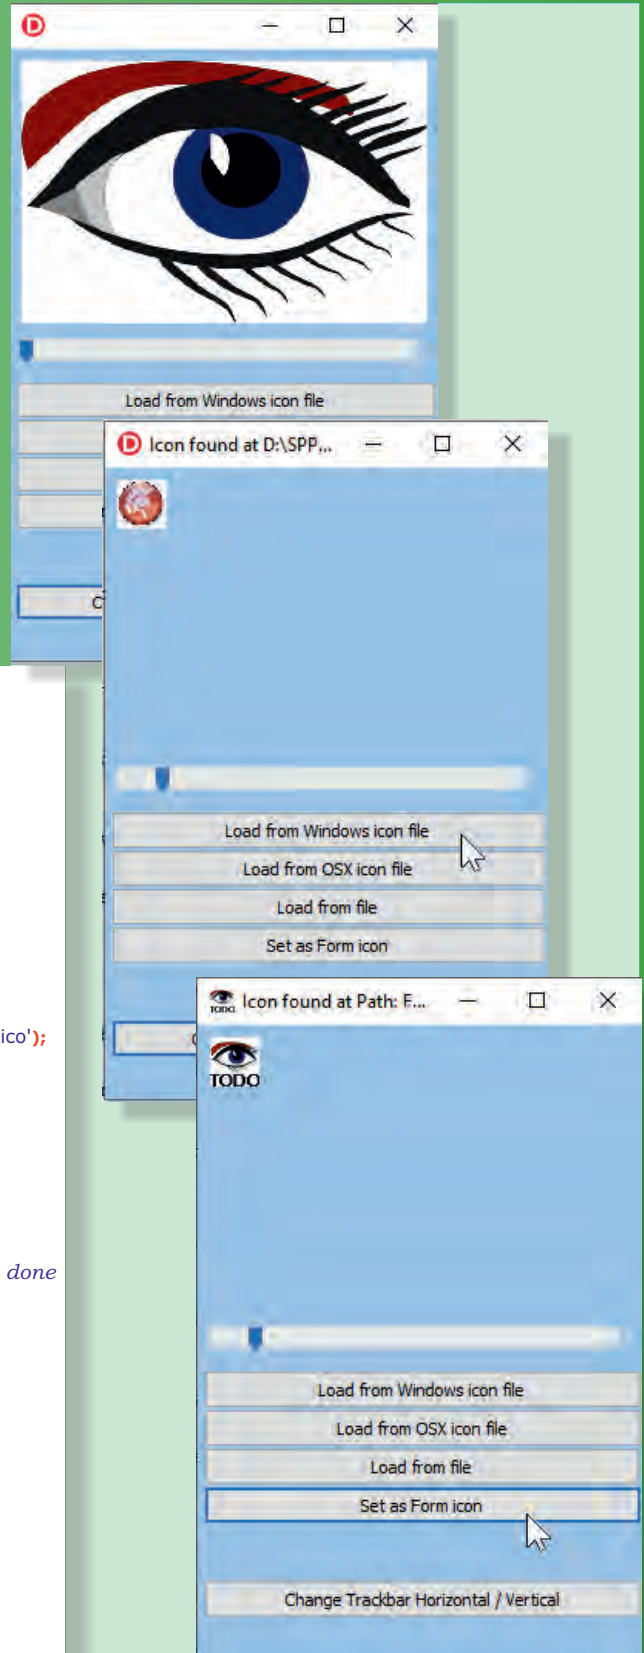 D
Load from Windows icon file
D Icon found at D:\SPP...
C
Load from Windows icon file
Load from OSX icon file
Load from file
Set as Form icon
ico');
Icon found at Path: F...
TODO
TODO
done
Load from Windows icon file
Load from OSX icon file
Load from file
Set as Form icon
Change Trackbar Horizontal / Vertical